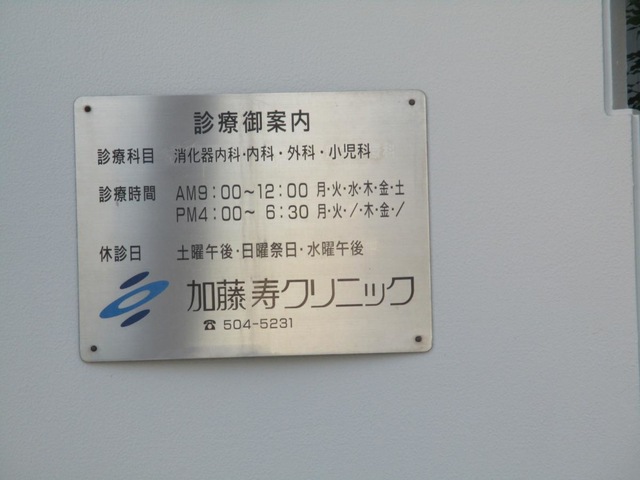 診療御案内
診療科目 消化器内科・内科・外科・小児科
診療時間 AM9:00～12:00 月・火・水・木・金・土
PM4:00～ 6:30 月・火・/・木・金・/
休診日 土曜午後・日曜祭日・水曜午後
加藤寿クリニック
☎ 504-5231